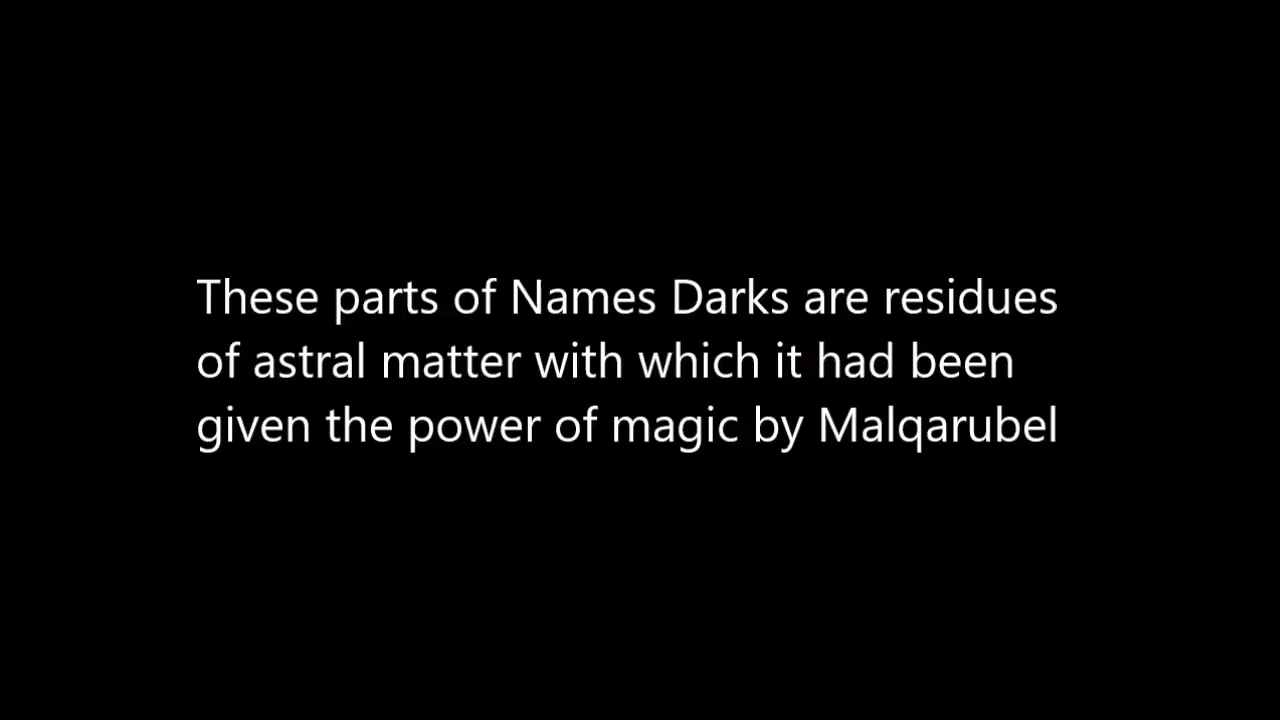 These parts of Names Darks are residues
of astral matter with which it had been
given the power of magic by Malqarubel